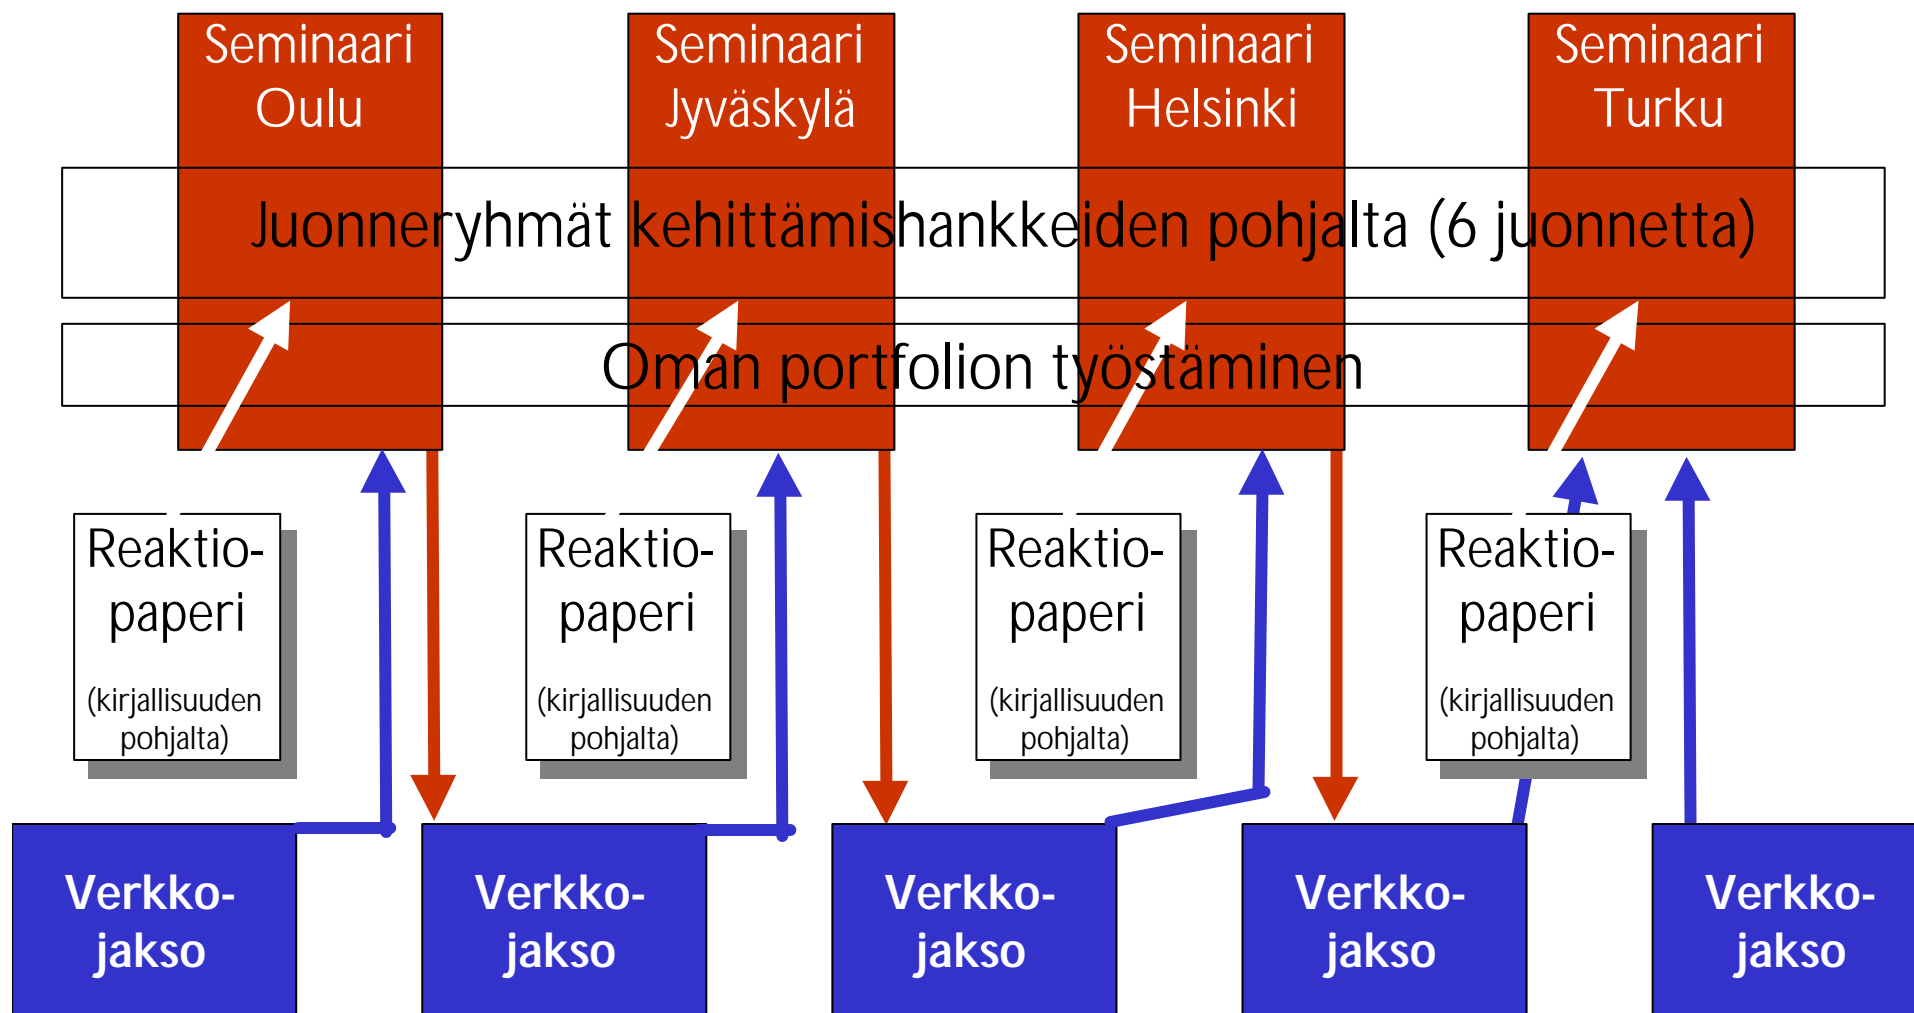 Seminaari
Oulu
Seminaari
Jyväskylä
Seminaari
Helsinki
Seminaari
Turku
Juonneryhmät kehittämishankkeiden pohjalta (6 juonnetta)
Oman portfolion työstäminen
Reaktio-
paperi
(kirjallisuuden
pohjalta)
Reaktio-
paperi
(kirjallisuuden
pohjalta)
Reaktio-
paperi
(kirjallisuuden
pohjalta)
Reaktio-
paperi
(kirjallisuuden
pohjalta)
Verkko-
jakso
Verkko-
jakso
Verkko-
jakso
Verkko-
jakso
Verkko-
jakso